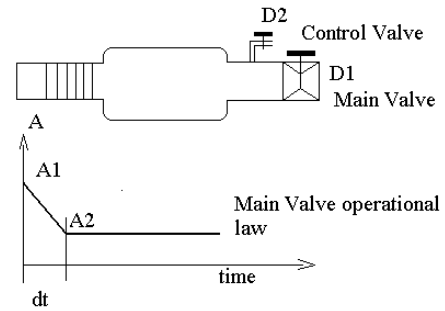 D2
Control Valve
D1
Main Valve
A
A1
A2
Main Valve operational
law
time
dt